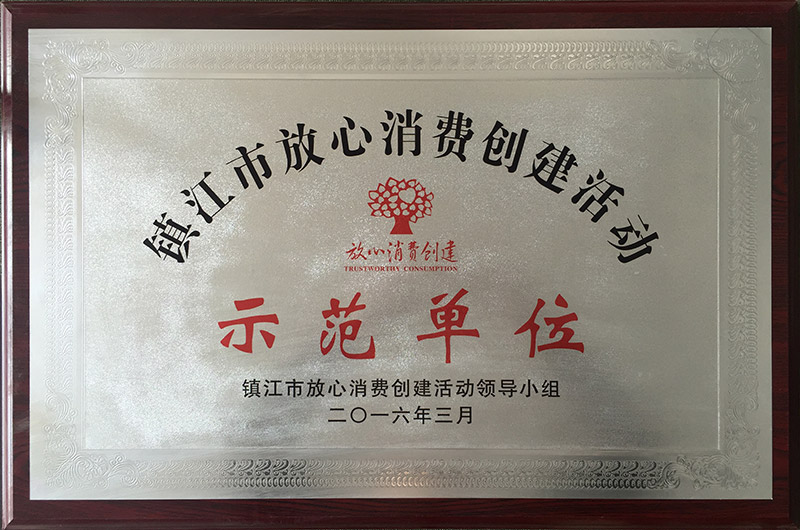 镇江市放心消费创建活动
放心消费创建
TRUSTWORTHY CONSUMPTION
示范单位
镇江市放心消费创建活动领导小组
二〇一六年三月